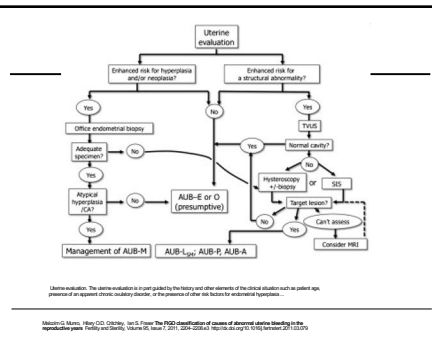 Uterine
evaluation
Enhanced risk for hyperplasia
and/or neoplasia?
Enhanced risk for
a structural abnormality?
Yes
No
Yes
Office endometrial biopsy
TVUS
Adequate
specimen?
No
Yes
Normal cavity?
Yes
No
Hysteroscopy
+/-biopsy
or
SIS
Atypical
hyperplasia
/CA?
No
AUB–E or O
(presumptive)
Target lesion?
No
Yes
Can't assess
Yes
Management of AUB-M
AUB-LSM; AUB-P, AUB-A
Consider MRI
Uterine evaluation. The uterine evaluation is in part guided by the history and other elements of the clinical situation such as patient age,
presence of an apparent chronic ovulatory disorder, or the presence of other risk factors for endometrial hyperplasia…
Malcolm G. Munro, Hilary O.D. Critchley, Ian S. Fraser The FIGO classification of causes of abnormal uterine bleeding in the
reproductive years Fertility and Sterility, Volume 95, Issue 7, 2011, 2204–2208.e3 http://dx.doi.org/10.1016/j.fertnstert.2011.03.079